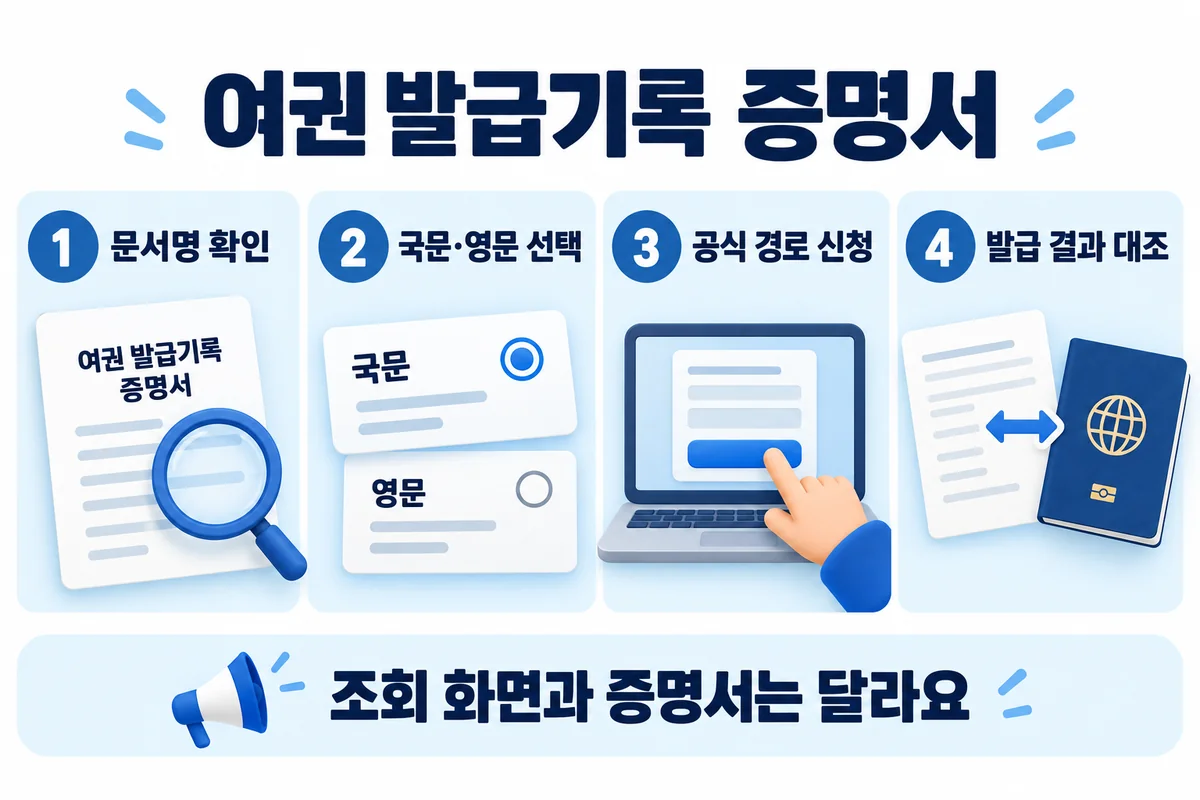 여권 발급기록 증명서
1 문서명 확인
여권 발급기록
증명서
2 국문·영문 선택
국문
영문
3 공식 경로 신청
4 발급 결과 대조
조회 화면과 증명서는 달라요